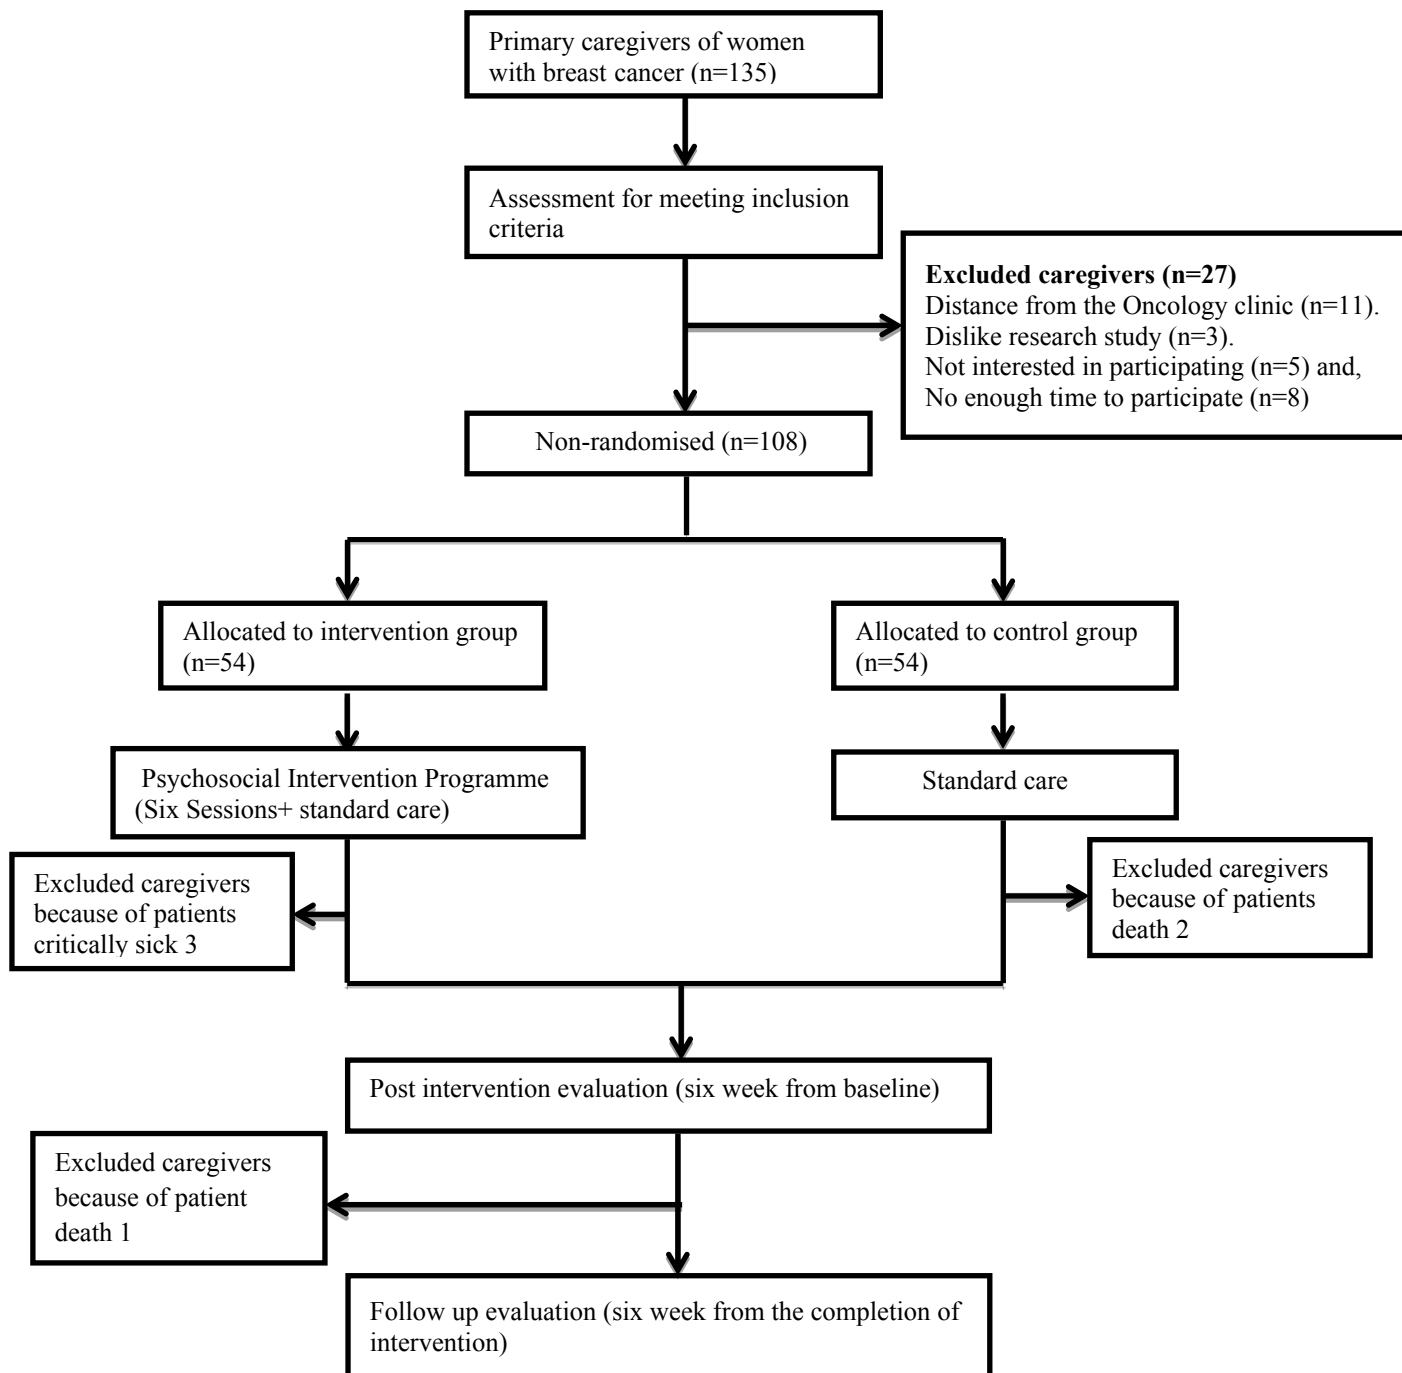 Primary caregivers of women
with breast cancer (n=135)
Assessment for meeting inclusion
criteria
Excluded caregivers (n=27)
Distance from the Oncology clinic (n=11).
Dislike research study (n=3).
Not interested in participating (n=5) and,
No enough time to participate (n=8)
Non-randomised (n=108)
Allocated to intervention group
(n=54)
Allocated to control group
(n=54)
Psychosocial Intervention Programme
(Six Sessions+ standard care)
Standard care
Excluded caregivers
because of patients
critically sick 3
Excluded caregivers
because of patients
death 2
Post intervention evaluation (six week from baseline)
Excluded caregivers
because of patient
death 1
Follow up evaluation (six week from the completion of
intervention)